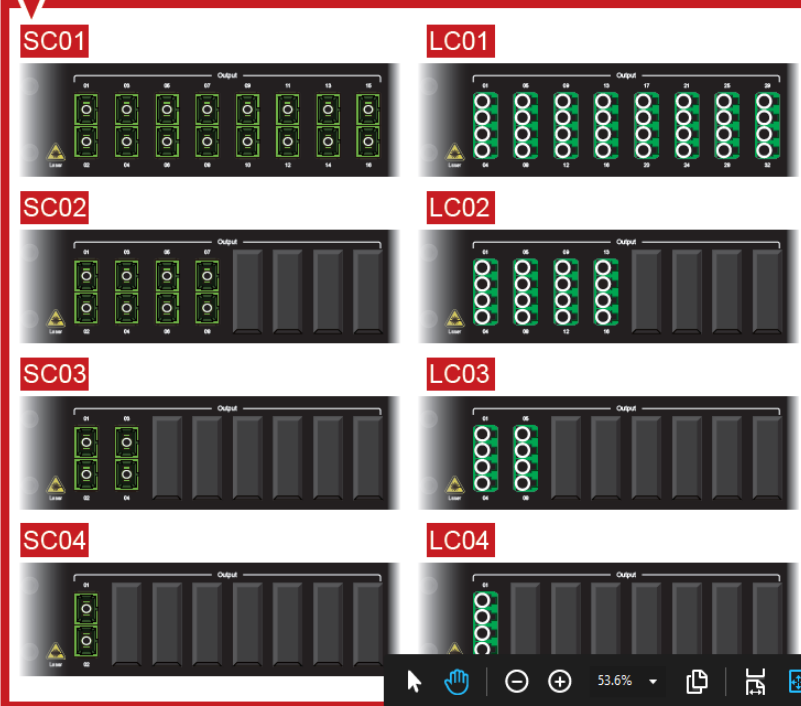 SC01
LC01
Output
Output
01 03 05 07 09 11 13 15
01 05 09 13 17 21 25 29
Laser
Laser
02 04 06 08 10 12 14 16
04 08 12 16 20 24 28 32
SC02
LC02
Output
Output
01 03 05 07
01 05 09 13
Laser
Laser
02 04 06 08
04 08 12 16
SC03
LC03
Output
Output
01 03
01 05
Laser
Laser
02 04
04 08
SC04
LC04
Output
Output
01
01
Laser
02
53.6%